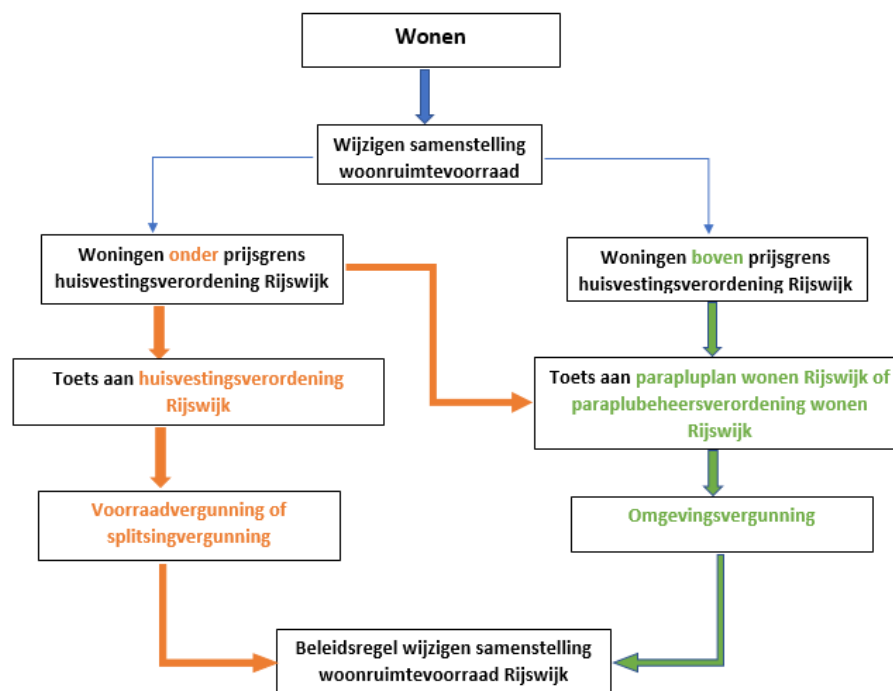 Wonen
Wijzigen samenstelling
woonruimtevoorraad
Woningen onder prijsgrens
huisvestingsverordening Rijswijk
Woningen boven prijsgrens
huisvestingsverordening Rijswijk
Toets aan huisvestingsverordening
Rijswijk
Toets aan parapluplan wonen Rijswijk of
paraplubeheersverordening wonen
Rijswijk
Voorraadvergunning of
splitsingvergunning
Omgevingsvergunning
Beleidsregel wijzigen samenstelling
woonruimtevoorraad Rijswijk